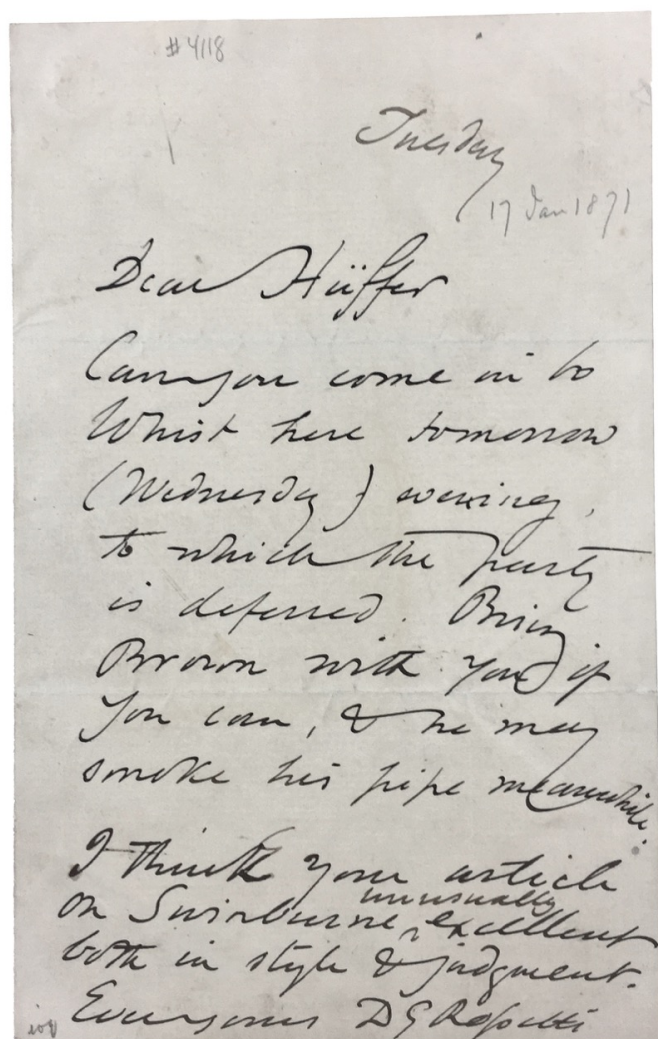 #4118
Tuesday
17 Jan 1871
Dear Hüffer
Can you come in to
Whist here tomorrow
(Wednesday) evening,
to which the party
is deferred. Bring
Brown with you if
you can, & he may
smoke his pipe meanwhile.
I think your article
on Swinburne unusually excellent
both in style & judgment.
Ever yours DG Rossetti